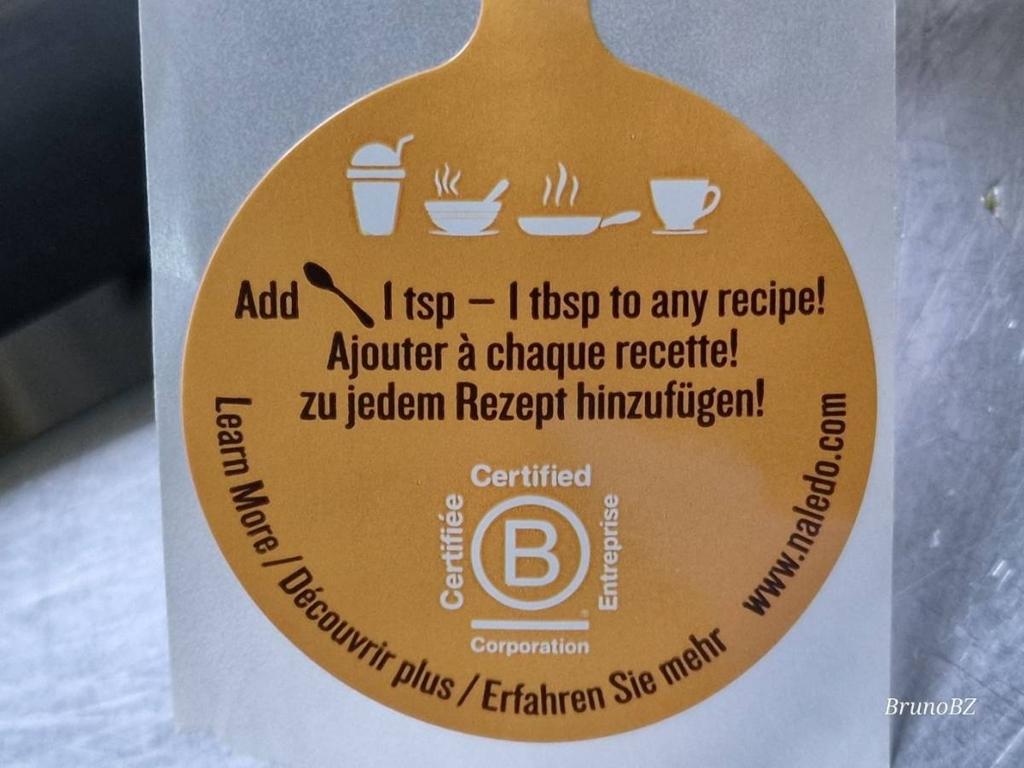 Add 1 tsp – 1 tbsp to any recipe!
Ajouter à chaque recette!
zu jedem Rezept hinzufügen!
Certified
Certifiée
B
Entreprise
®
Corporation
Learn More / Découvrir plus / Erfahren Sie mehr
www.naledo.com
BrunoBZ